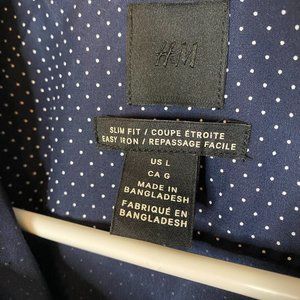 H&M
SLIM FIT / COUPE ÉTROITE
EASY IRON / REPASSAGE FACILE
US L
CA G
MADE IN
BANGLADESH
FABRIQUÉ EN
BANGLADESH